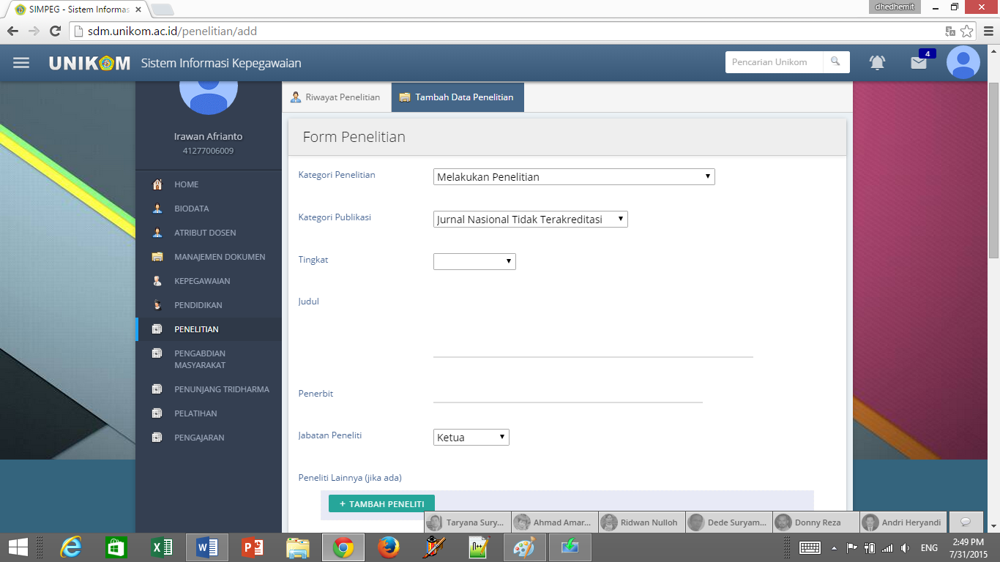 SIMPEG - Sistem Informas
dhedhemit
sdm.unikom.ac.id/penelitian/add
UNIKOM Sistem Informasi Kepegawaian
Pencarian Unikom
4
Riwayat Penelitian
Tambah Data Penelitian
Irawan Afrianto
41277006009
HOME
BIODATA
ATRIBUT DOSEN
MANAJEMEN DOKUMEN
KEPEGAWAIAN
PENDIDIKAN
PENELITIAN
PENGABDIAN
MASYARAKAT
PENUNJANG TRIDHARMA
PELATIHAN
PENGAJARAN
Form Penelitian
Kategori Penelitian Melakukan Penelitian
Kategori Publikasi Jurnal Nasional Tidak Terakreditasi
Tingkat
Judul
Penerbit
Jabatan Peneliti Ketua
Peneliti Lainnya (jika ada)
+ TAMBAH PENELITI
Taryana Sury...
Ahmad Amar...
Ridwan Nulloh
Dede Suryam...
Donny Reza
Andri Heryandi
ENG
2:49 PM
7/31/2015